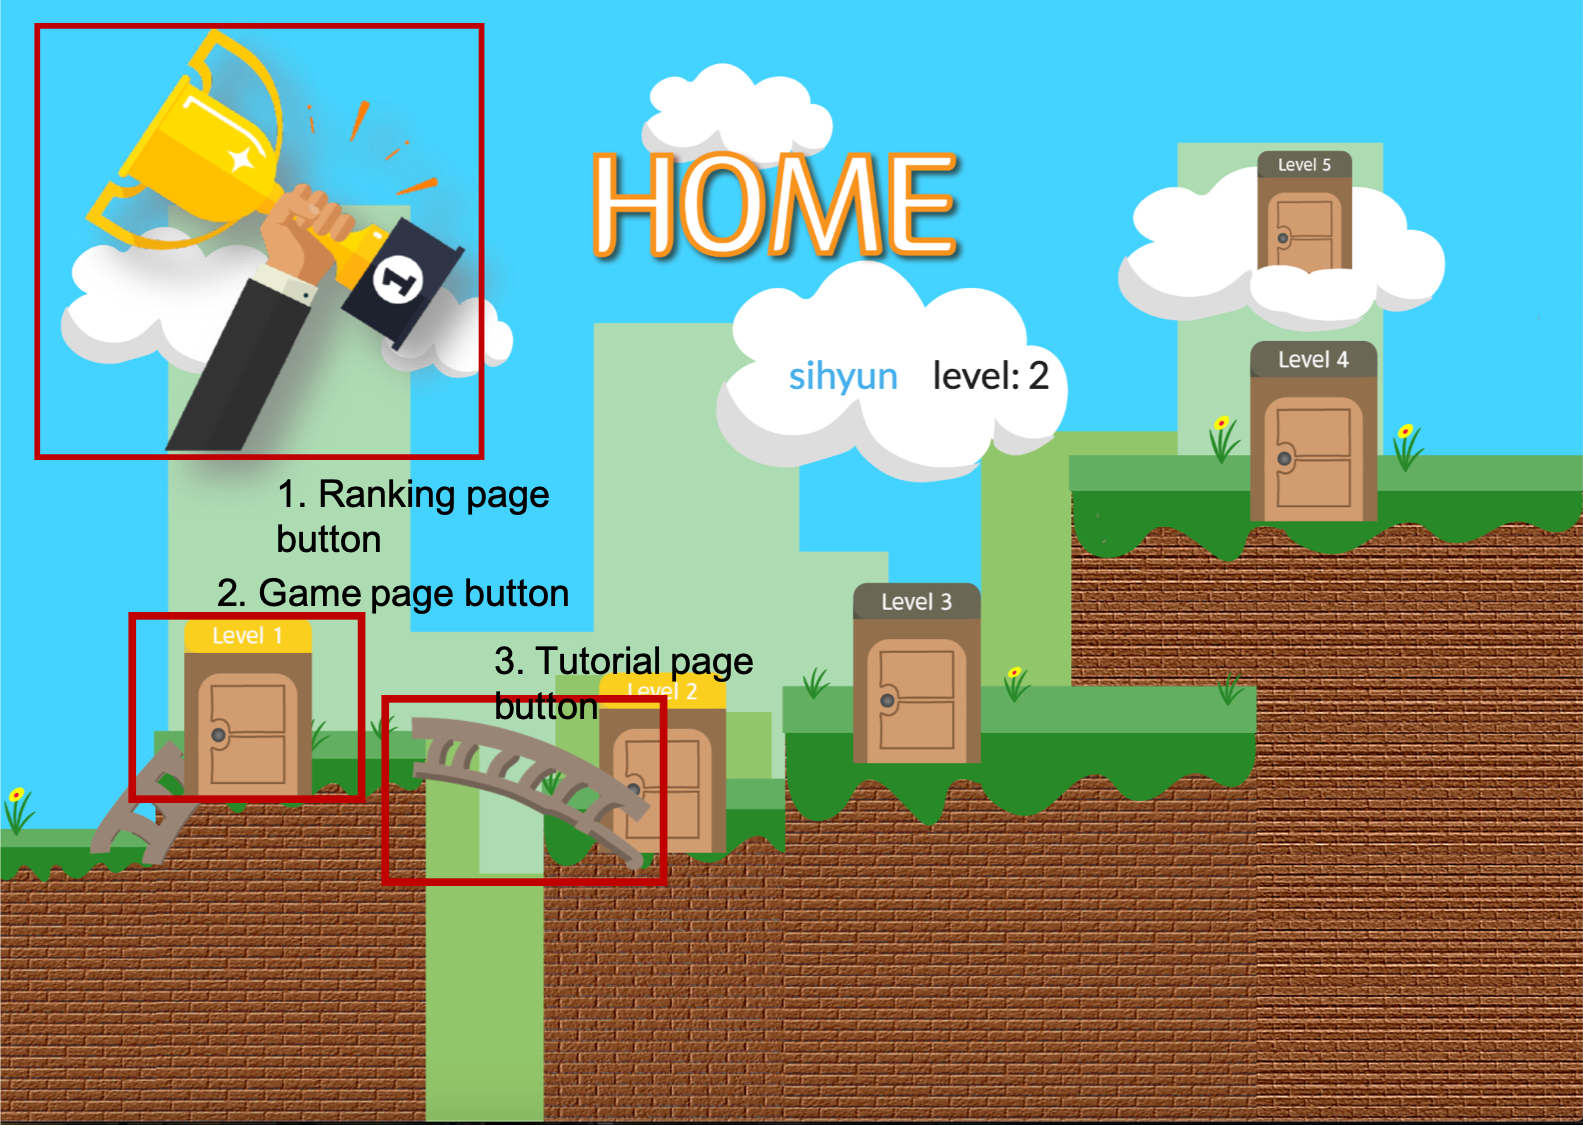 HOME
Level 5
sihyun level: 2
Level 4
1
1. Ranking page
button
2. Game page button
Level 3
Level 1
3. Tutorial page
button
Level 2